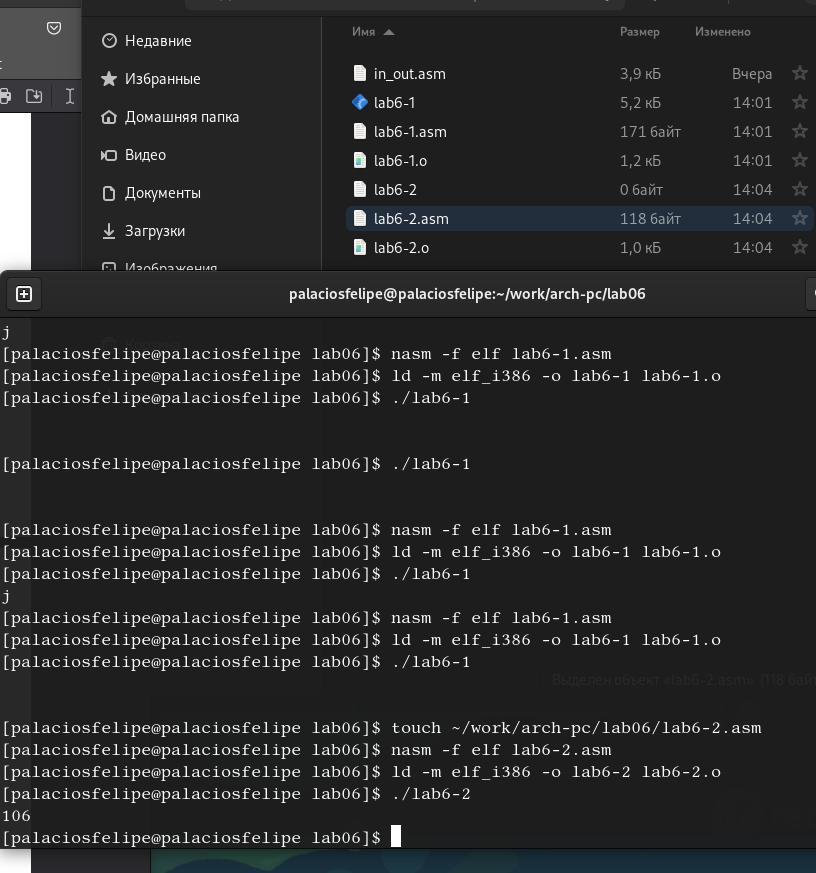 Имя Размер Изменено
Недавние
Избранные
Домашняя папка
Видео
Документы
Загрузки
Изображения
in_out.asm 3,9 кБ Вчера
lab6-1 5,2 кБ 14:01
lab6-1.asm 171 байт 14:01
lab6-1.o 1,2 кБ 14:01
lab6-2 0 байт 14:04
lab6-2.asm 118 байт 14:04
lab6-2.o 1,0 кБ 14:04
palaciosfelipe@palaciosfelipe:~/work/arch-pc/lab06
j
[palaciosfelipe@palaciosfelipe lab06]$ nasm -f elf lab6-1.asm
[palaciosfelipe@palaciosfelipe lab06]$ ld -m elf_i386 -o lab6-1 lab6-1.o
[palaciosfelipe@palaciosfelipe lab06]$ ./lab6-1
[palaciosfelipe@palaciosfelipe lab06]$ ./lab6-1
[palaciosfelipe@palaciosfelipe lab06]$ nasm -f elf lab6-1.asm
[palaciosfelipe@palaciosfelipe lab06]$ ld -m elf_i386 -o lab6-1 lab6-1.o
[palaciosfelipe@palaciosfelipe lab06]$ ./lab6-1
j
[palaciosfelipe@palaciosfelipe lab06]$ nasm -f elf lab6-1.asm
[palaciosfelipe@palaciosfelipe lab06]$ ld -m elf_i386 -o lab6-1 lab6-1.o
[palaciosfelipe@palaciosfelipe lab06]$ ./lab6-1
Выделен объект «lab6-2.asm» (118 байт
[palaciosfelipe@palaciosfelipe lab06]$ touch ~/work/arch-pc/lab06/lab6-2.asm
[palaciosfelipe@palaciosfelipe lab06]$ nasm -f elf lab6-2.asm
[palaciosfelipe@palaciosfelipe lab06]$ ld -m elf_i386 -o lab6-2 lab6-2.o
[palaciosfelipe@palaciosfelipe lab06]$ ./lab6-2
106
[palaciosfelipe@palaciosfelipe lab06]$